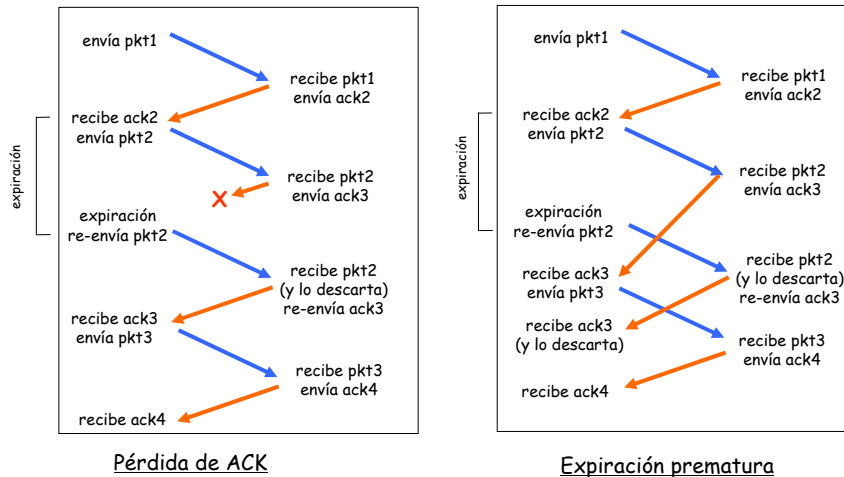 envía pkt1
recibe pkt1
envía ack2
recibe ack2
envía pkt2
expiración
recibe pkt2
envía ack3
X
expiración
re-envía pkt2
recibe pkt2
(y lo descarta)
re-envía ack3
recibe ack3
envía pkt3
recibe pkt3
envía ack4
recibe ack4
Pérdida de ACK
envía pkt1
recibe pkt1
envía ack2
recibe ack2
envía pkt2
expiración
recibe pkt2
envía ack3
expiración
re-envía pkt2
recibe pkt2
(y lo descarta)
re-envía ack3
recibe ack3
envía pkt3
recibe ack3
(y lo descarta)
recibe pkt3
envía ack4
recibe ack4
Expiración prematura